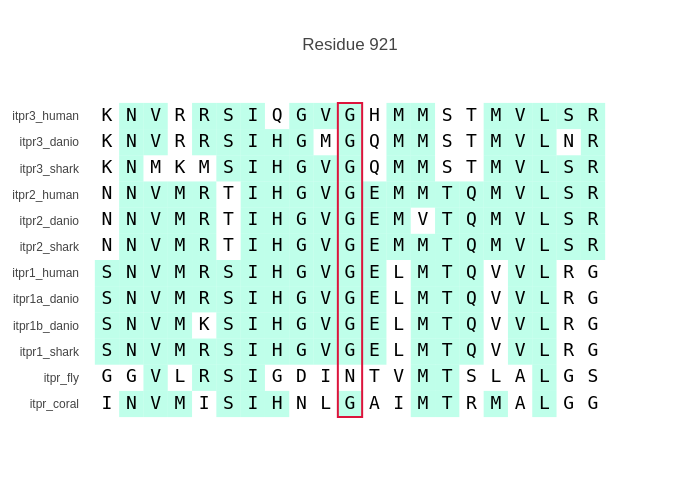 Residue 921
itpr3_human K N V R R S I Q G V G H M M S T M V L S R
itpr3_danio K N V R R S I H G M G Q M M S T M V L N R
itpr3_shark K N M K M S I H G V G Q M M S T M V L S R
itpr2_human N N V M R T I H G V G E M M T Q M V L S R
itpr2_danio N N V M R T I H G V G E M V T Q M V L S R
itpr2_shark N N V M R T I H G V G E M M T Q M V L S R
itpr1_human S N V M R S I H G V G E L M T Q V V L R G
itpr1a_danio S N V M R S I H G V G E L M T Q V V L R G
itpr1b_danio S N V M K S I H G V G E L M T Q V V L R G
itpr1_shark S N V M R S I H G V G E L M T Q V V L R G
itpr_fly G G V L R S I G D I N T V M T S L A L G S
itpr_coral I N V M I S I H N L G A I M T R M A L G G